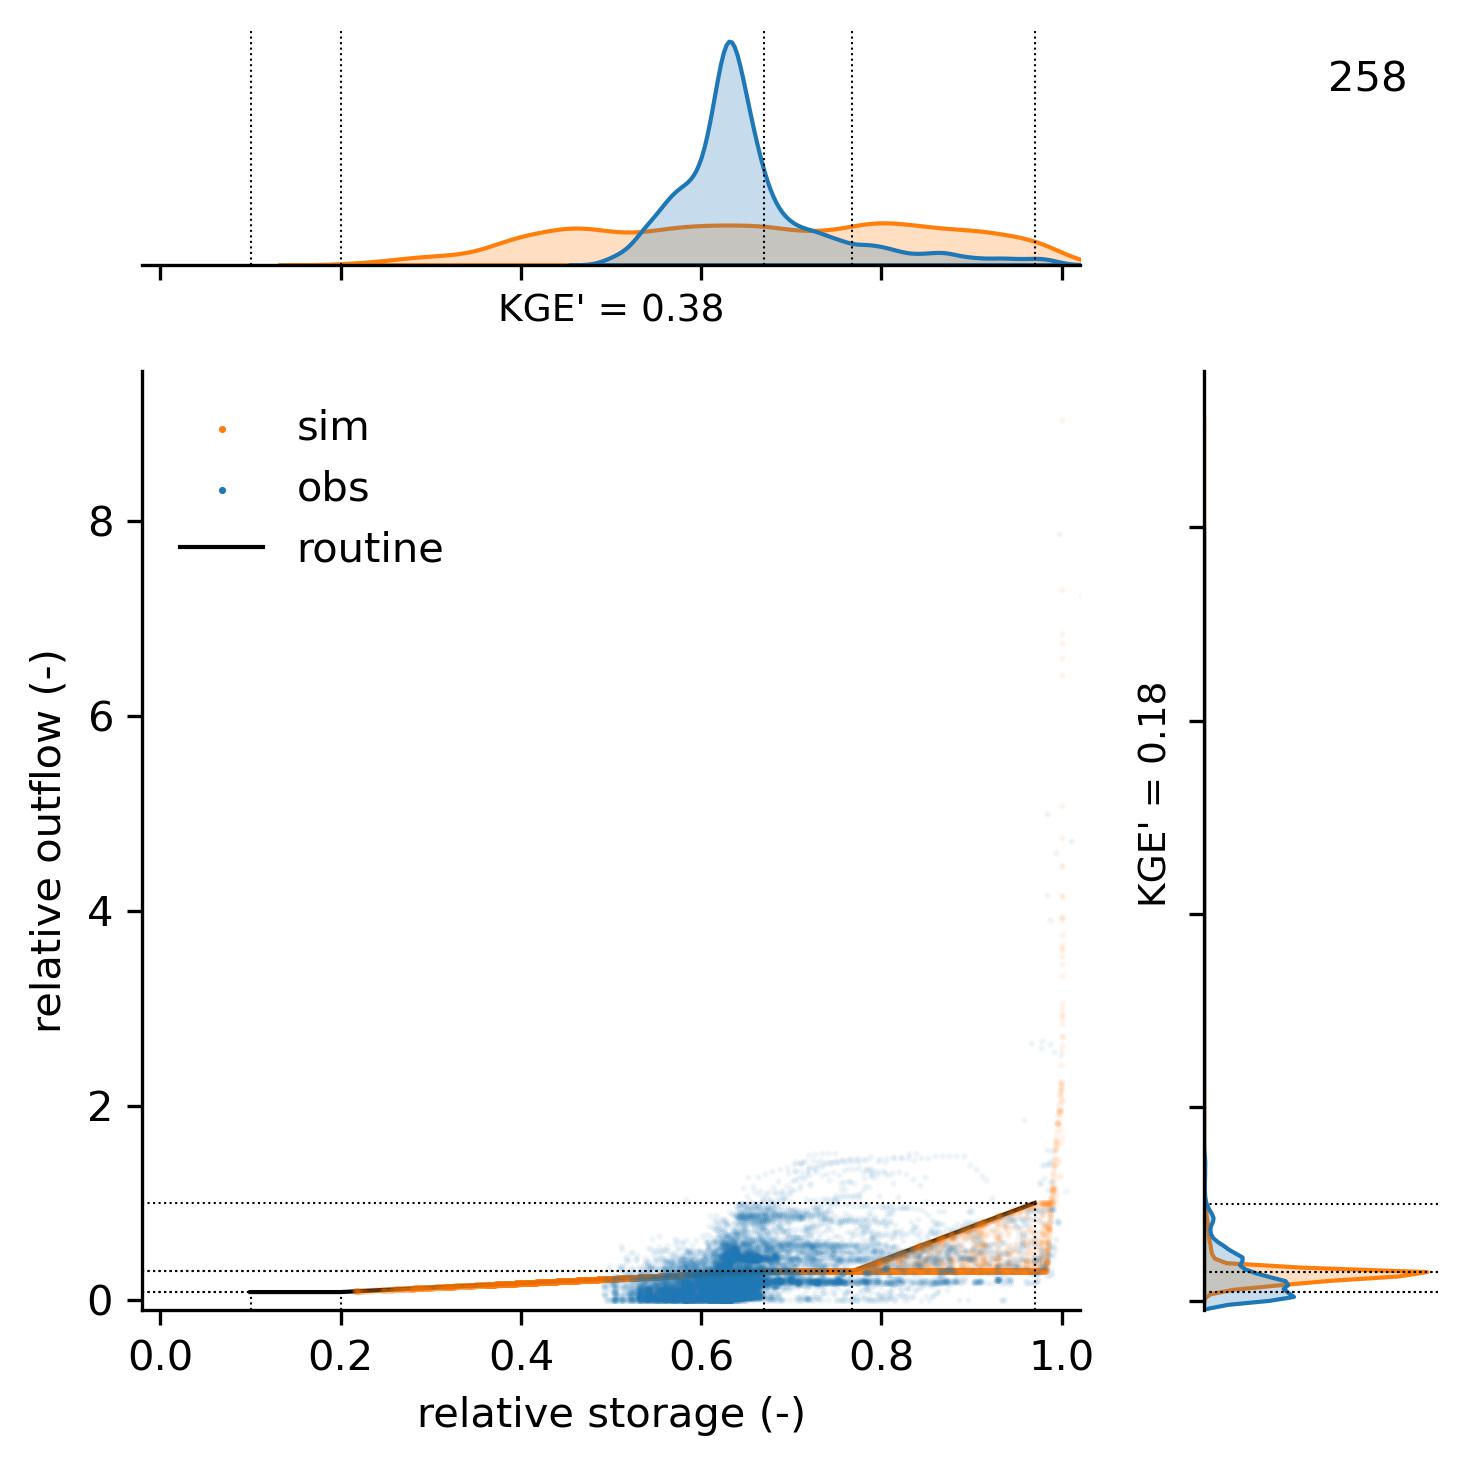 258
KGE' = 0.38
sim
obs
routine
8
6
4
2
0
relative outflow (-)
KGE' = 0.18
0.0 0.2 0.4 0.6 0.8 1.0
relative storage (-)